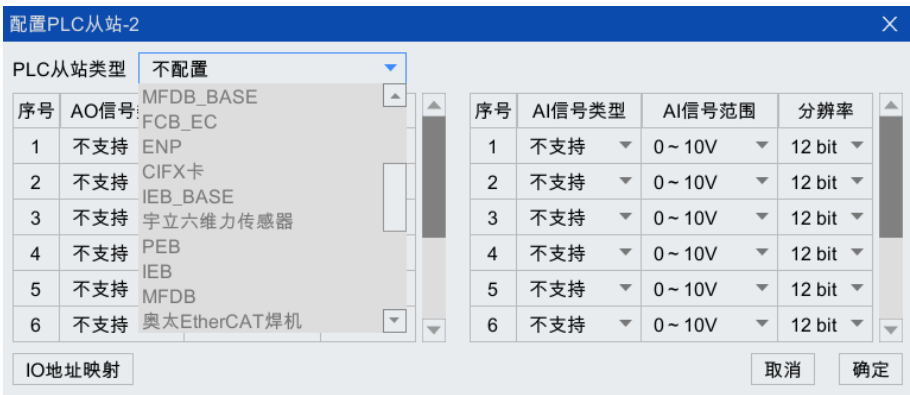 配置PLC从站-2
PLC从站类型 不配置
MFDB_BASE
FCB_EC
ENP
CIFX卡
IEB_BASE
宇立六维力传感器
PEB
IEB
MFDB
奥太EtherCAT焊机
序号 AO信号
1 不支持
2 不支持
3 不支持
4 不支持
5 不支持
6 不支持
序号 AI信号类型 AI信号范围 分辨率
1 不支持 0~10V 12 bit
2 不支持 0~10V 12 bit
3 不支持 0~10V 12 bit
4 不支持 0~10V 12 bit
5 不支持 0~10V 12 bit
6 不支持 0~10V 12 bit
IO地址映射 取消 确定